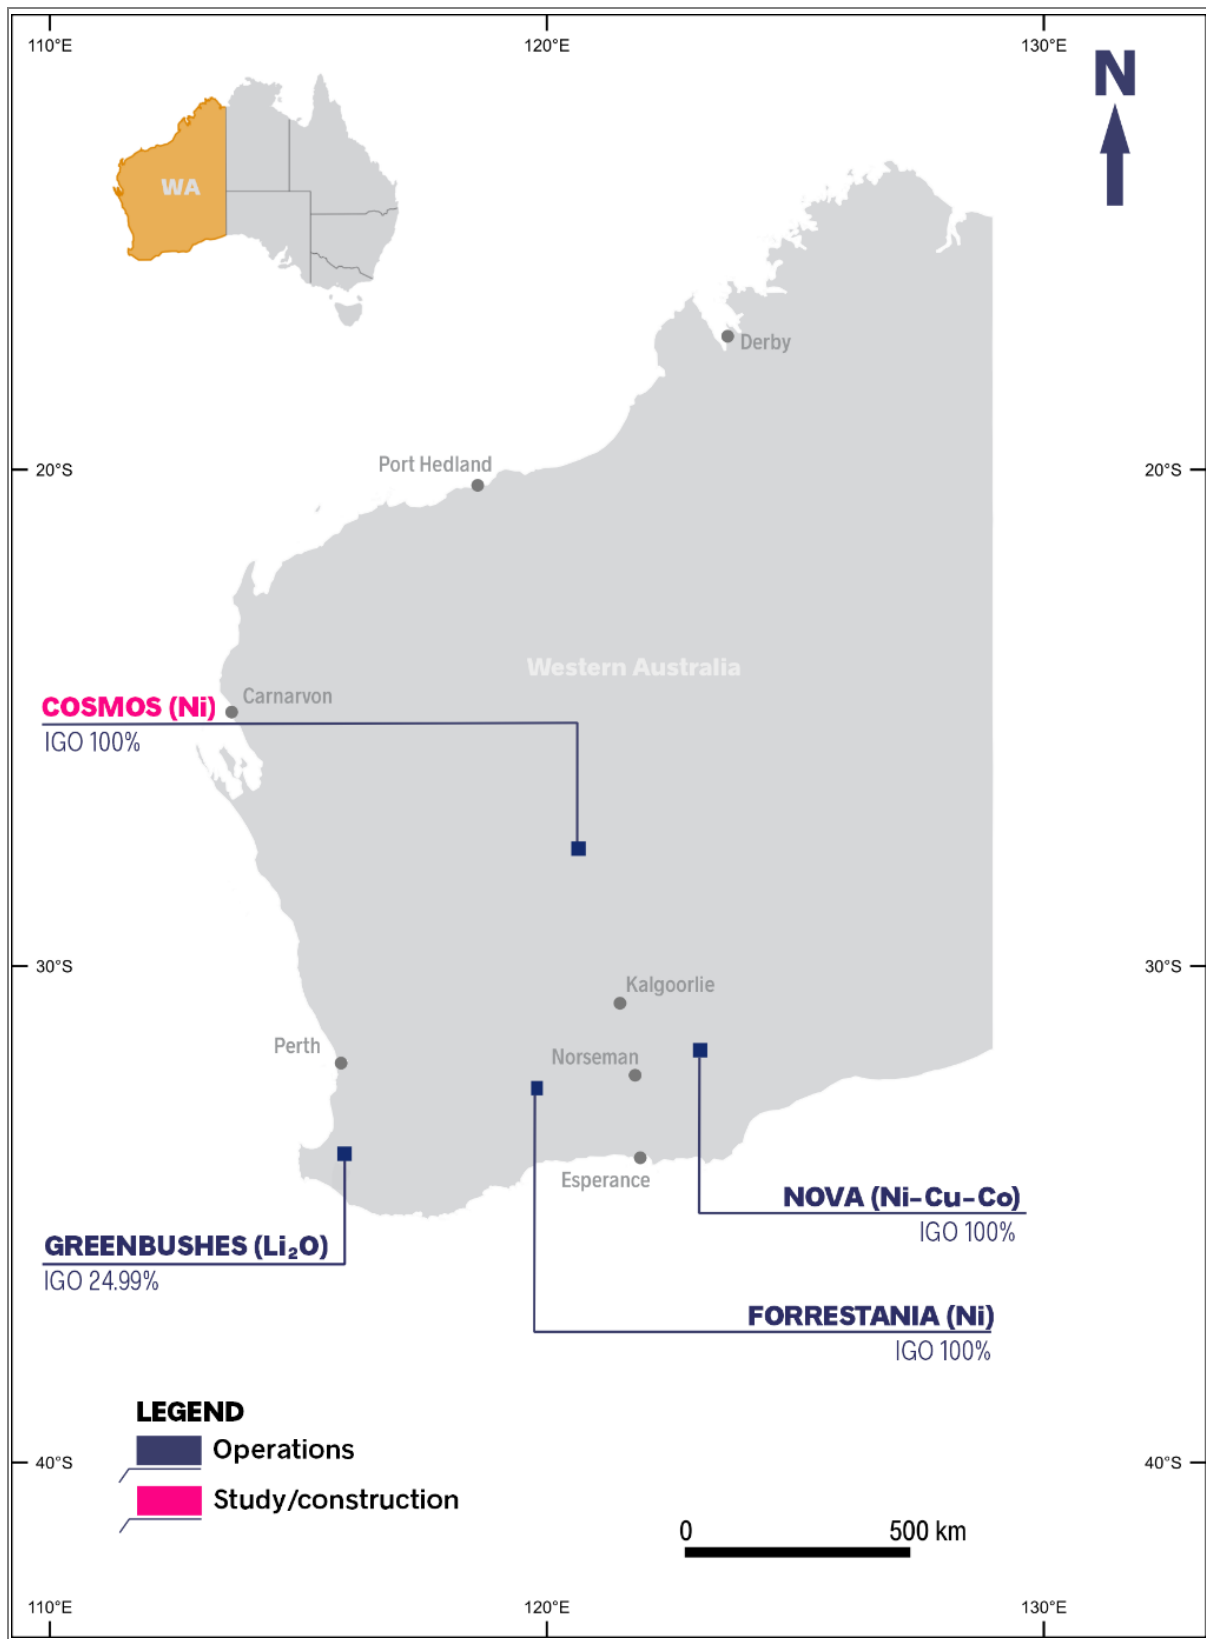 110°E
120°E
130°E
N
WA
Derby
Port Hedland
20°S
20°S
Western Australia
Carnarvon
COSMOS (Ni)
IGO 100%
30°S
30°S
Kalgoorlie
Perth
Norseman
Esperance
NOVA (Ni-Cu-Co)
IGO 100%
GREENBUSHES (Li₂O)
IGO 24.99%
FORRESTANIA (Ni)
IGO 100%
LEGEND
Operations
40°S
40°S
Study/construction
0 500 km
110°E
120°E
130°E